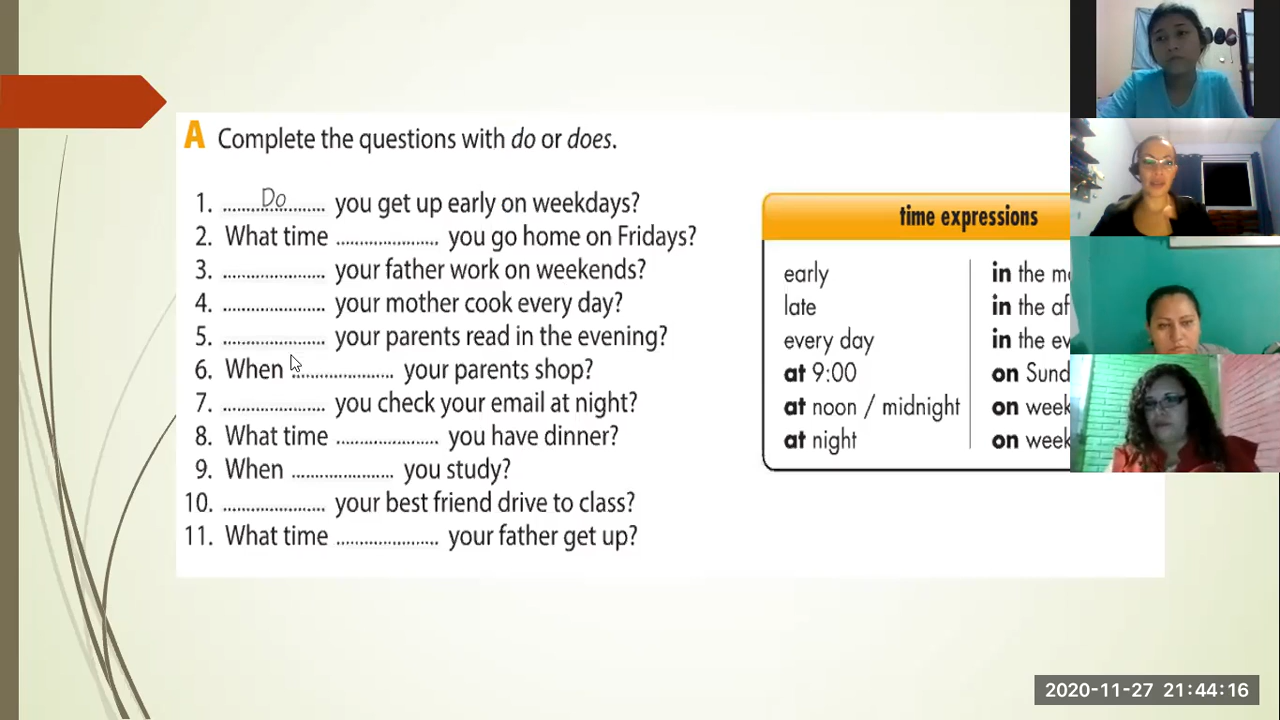 A Complete the questions with do or does.
1. Do you get up early on weekdays?
2. What time ..................... you go home on Fridays?
3. ..................... your father work on weekends?
4. ..................... your mother cook every day?
5. ..................... your parents read in the evening?
6. When ..................... your parents shop?
7. ..................... you check your email at night?
8. What time ..................... you have dinner?
9. When ..................... you study?
10. ..................... your best friend drive to class?
11. What time ..................... your father get up?
time expressions
early
late
every day
at 9:00
at noon / midnight
at night
in the
in the
in the
on
on
on
2020-11-27 21:44:16